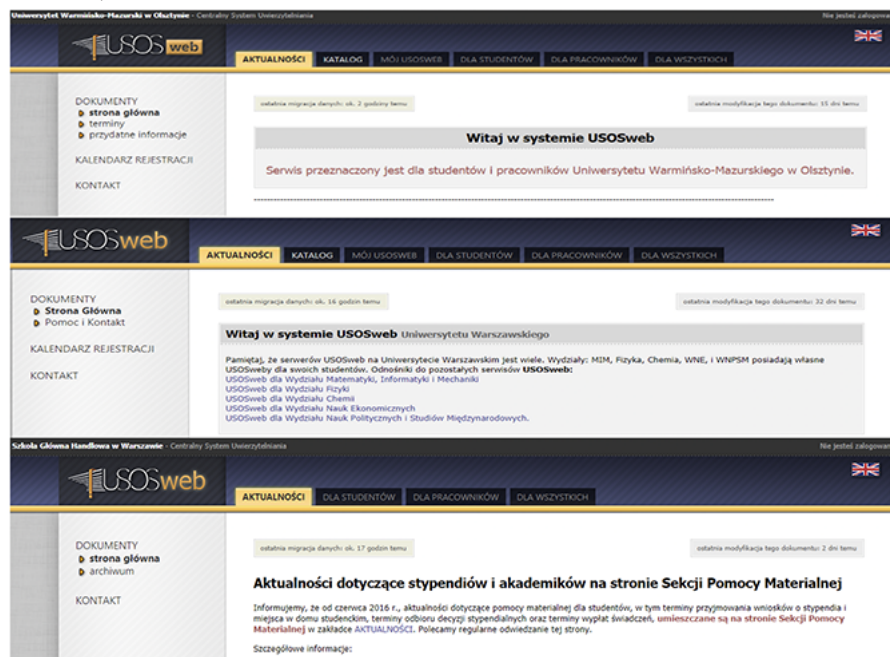 Uniwersytet Warmińsko-Mazurski w Olsztynie - Centralny System Uwierzytelniania
Nie jesteś zalogowan
USOSweb
AKTUALNOŚCI KATALOG MÓJ USOSWEB DLA STUDENTÓW DLA PRACOWNIKÓW DLA WSZYSTKICH
DOKUMENTY
strona główna
terminy
przydatne informacje
KALENDARZ REJESTRACJI
KONTAKT
ostatnia migracja danych: ok. 2 godziny temu
ostatnia modyfikacja tego dokumentu: 15 dni temu
Witaj w systemie USOSweb
Serwis przeznaczony jest dla studentów i pracowników Uniwersytetu Warmińsko-Mazurskiego w Olsztynie.
USOSweb
AKTUALNOŚCI KATALOG MÓJ USOSWEB DLA STUDENTÓW DLA PRACOWNIKÓW DLA WSZYSTKICH
DOKUMENTY
Strona Główna
Pomoc i Kontakt
KALENDARZ REJESTRACJI
KONTAKT
ostatnia migracja danych: ok. 16 godzin temu
ostatnia modyfikacja tego dokumentu: 32 dni temu
Witaj w systemie USOSweb Uniwersytetu Warszawskiego
Pamiętaj, że serwerów USOSweb na Uniwersytecie Warszawskim jest wiele. Wydziały: MIM, Fizyka, Chemia, WNE, i WNPSM posiadają własne
USOSweby dla swoich studentów. Odnośniki do pozostałych serwisów USOSweb:
USOSweb dla Wydziału Matematyki, Informatyki i Mechaniki
USOSweb dla Wydziału Fizyki
USOSweb dla Wydziału Chemii
USOSweb dla Wydziału Nauk Ekonomicznych
USOSweb dla Wydziału Nauk Politycznych i Studiów Międzynarodowych.
Szkoła Główna Handlowa w Warszawie - Centralny System Uwierzytelniania
Nie jesteś zalogowan
USOSweb
AKTUALNOŚCI DLA STUDENTÓW DLA PRACOWNIKÓW DLA WSZYSTKICH
DOKUMENTY
strona główna
archiwum
KONTAKT
ostatnia migracja danych: ok. 17 godzin temu
ostatnia modyfikacja tego dokumentu: 2 dni temu
Aktualności dotyczące stypendiów i akademików na stronie Sekcji Pomocy Materialnej
Informujemy, że od czerwca 2016 r., aktualności dotyczące pomocy materialnej dla studentów, w tym terminy przyjmowania wniosków o stypendia i
miejsca w domu studenckim, terminy odbioru decyzji stypendialnych oraz terminy wypłat świadczeń, umieszczane są na stronie Sekcji Pomocy
Materialnej w zakładce AKTUALNOŚCI. Polecamy regularne odwiedzanie tej strony.
Szczegółowe informacje: